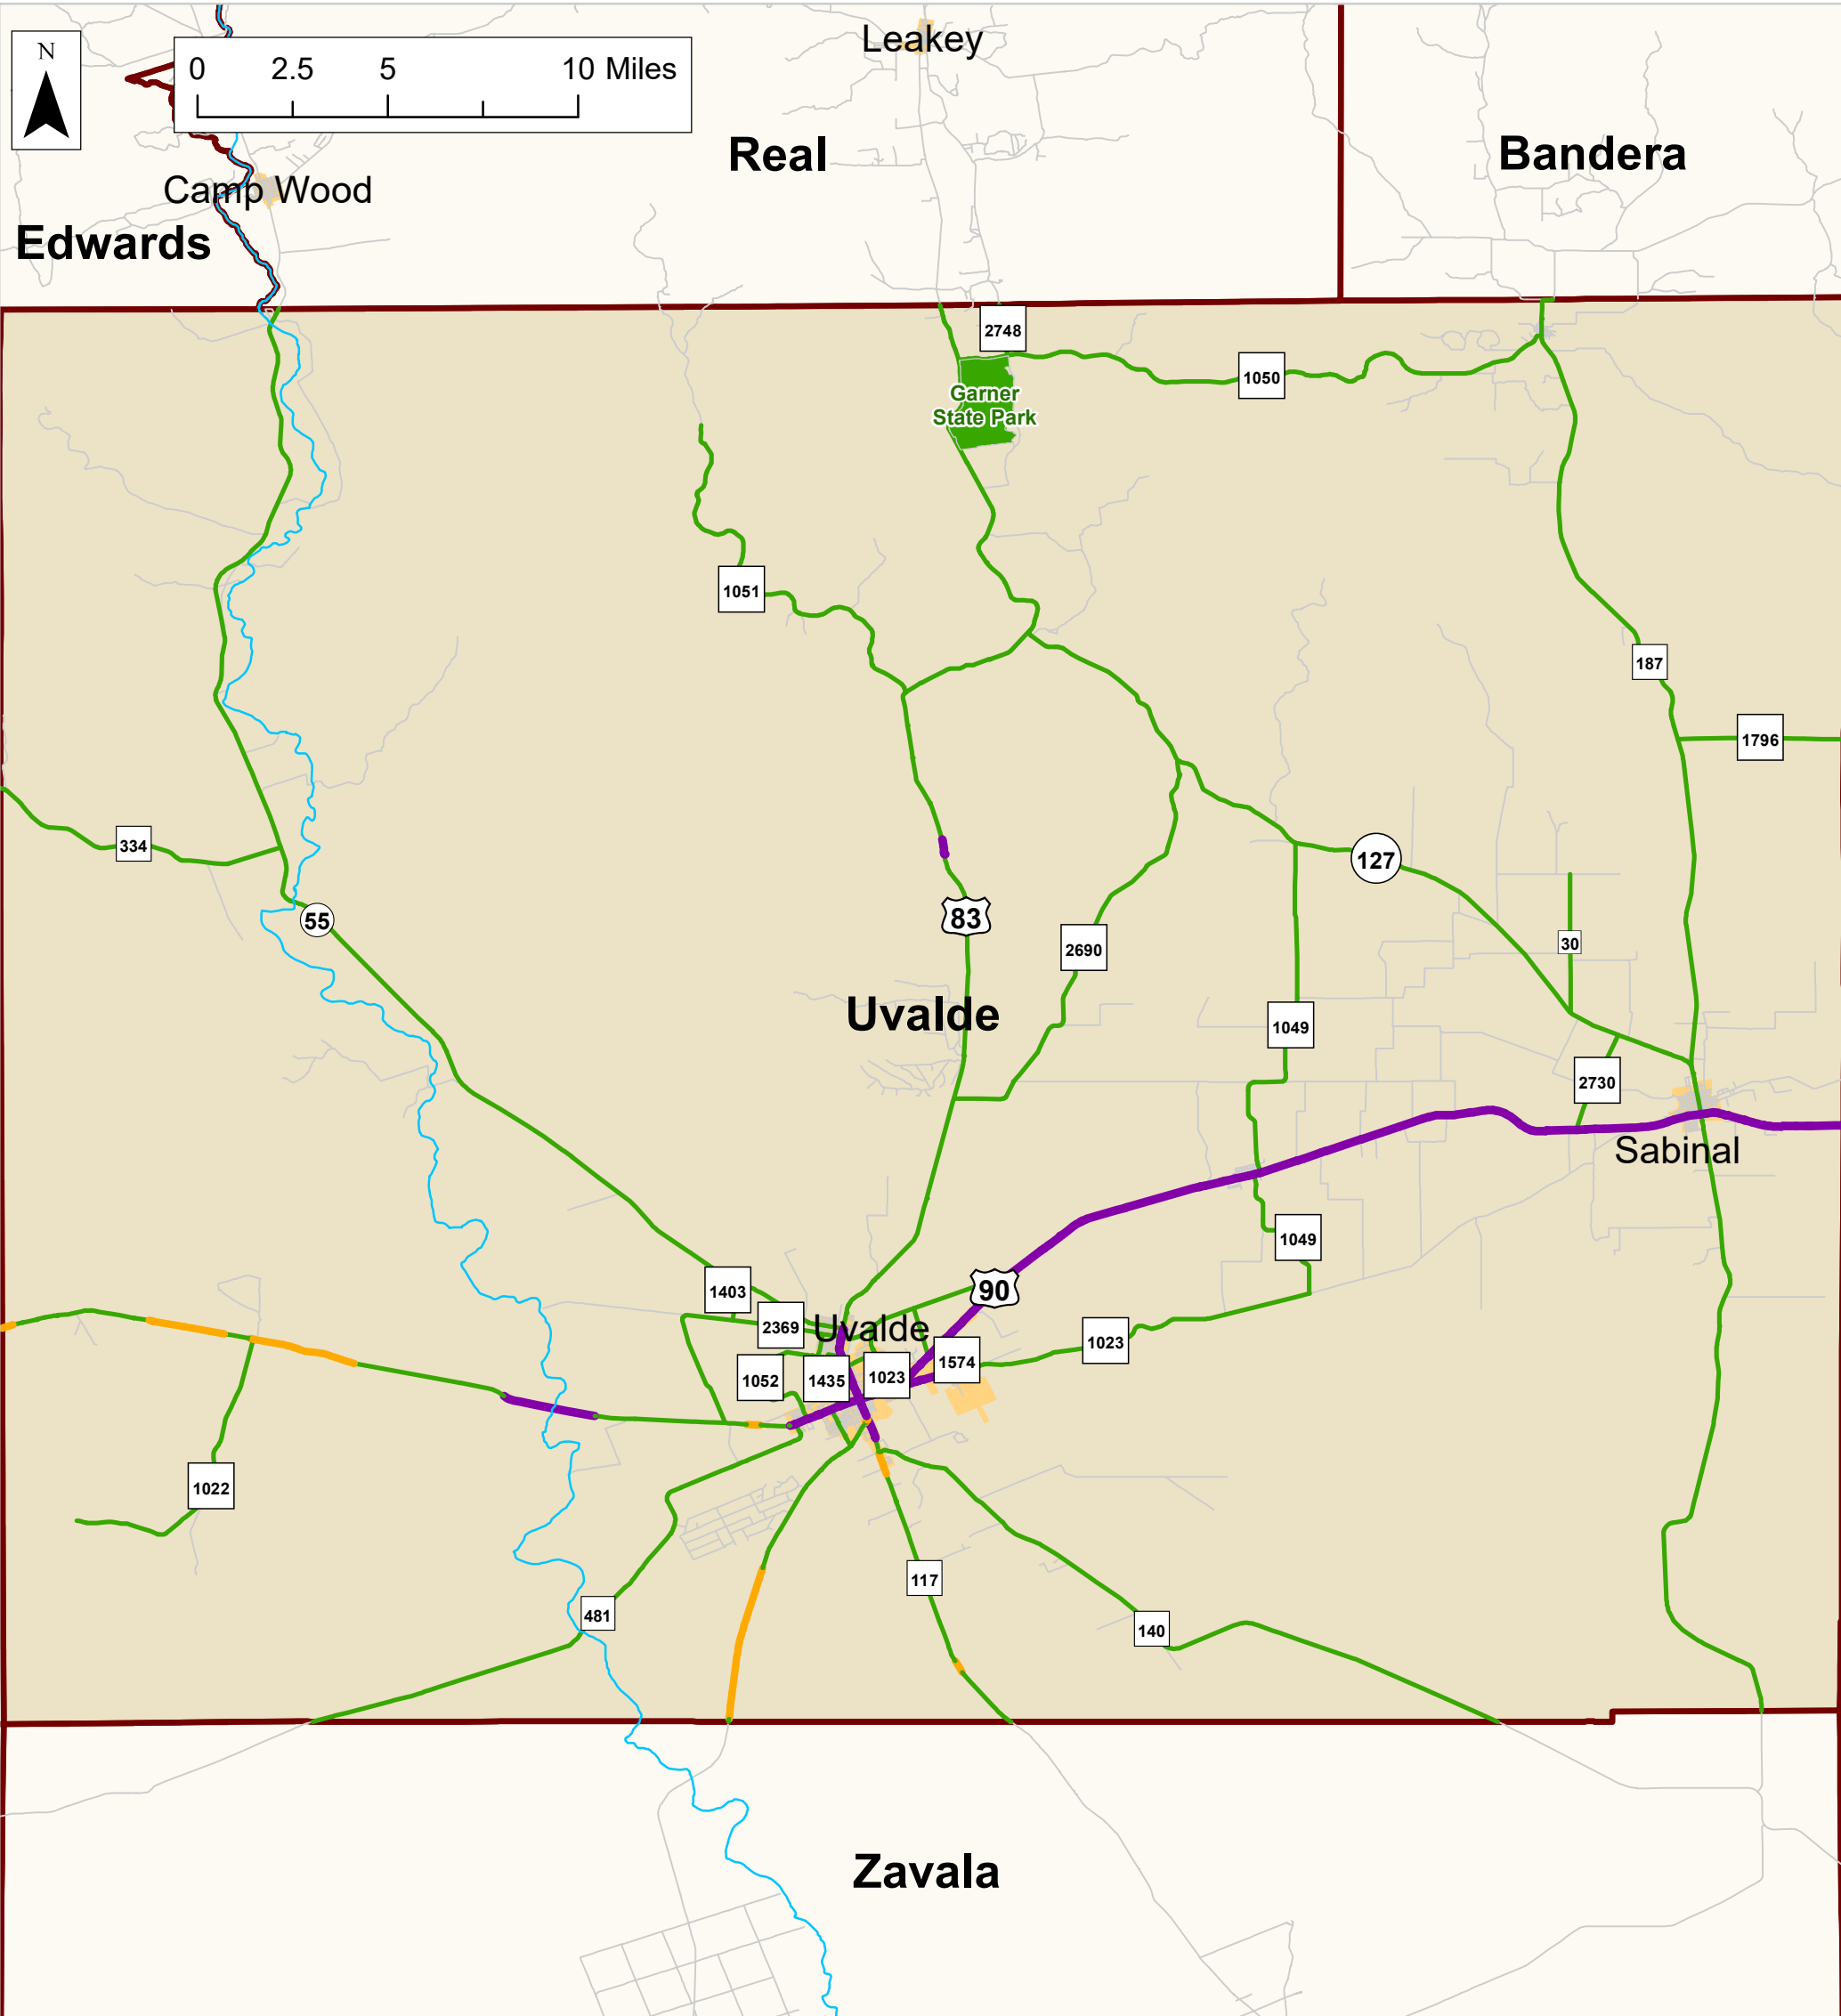 Leakey
N
0 2.5 5 10 Miles
Real
Bandera
Camp Wood
Edwards
2748
1050
Garner
State Park
1051
187
1796
334
127
55
83
30
2690
Uvalde
1049
2730
Sabinal
1049
90
1403
2369
Uvalde
1023
1574
1052
1435
1023
1022
117
481
140
Zavala